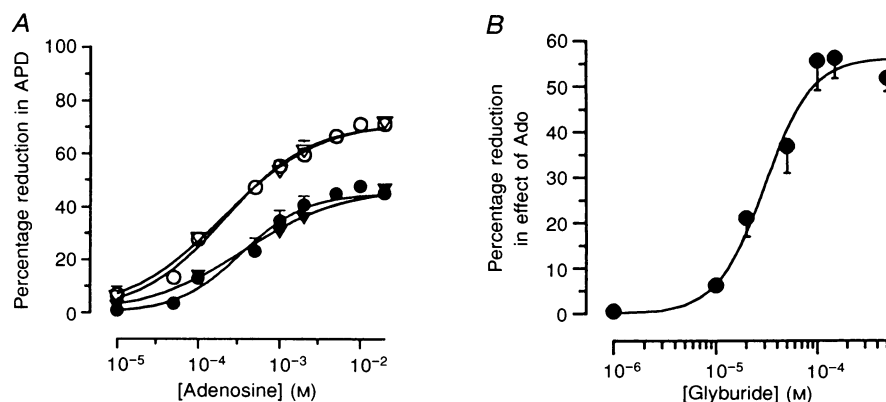 A
Percentage reduction in APD
100
80
60
40
20
0
10⁻⁵
10⁻⁴
10⁻³
10⁻²
[Adenosine] (M)
B
Percentage reduction
in effect of Ado
60
50
40
30
20
10
0
10⁻⁶
10⁻⁵
10⁻⁴
[Glyburide] (M)